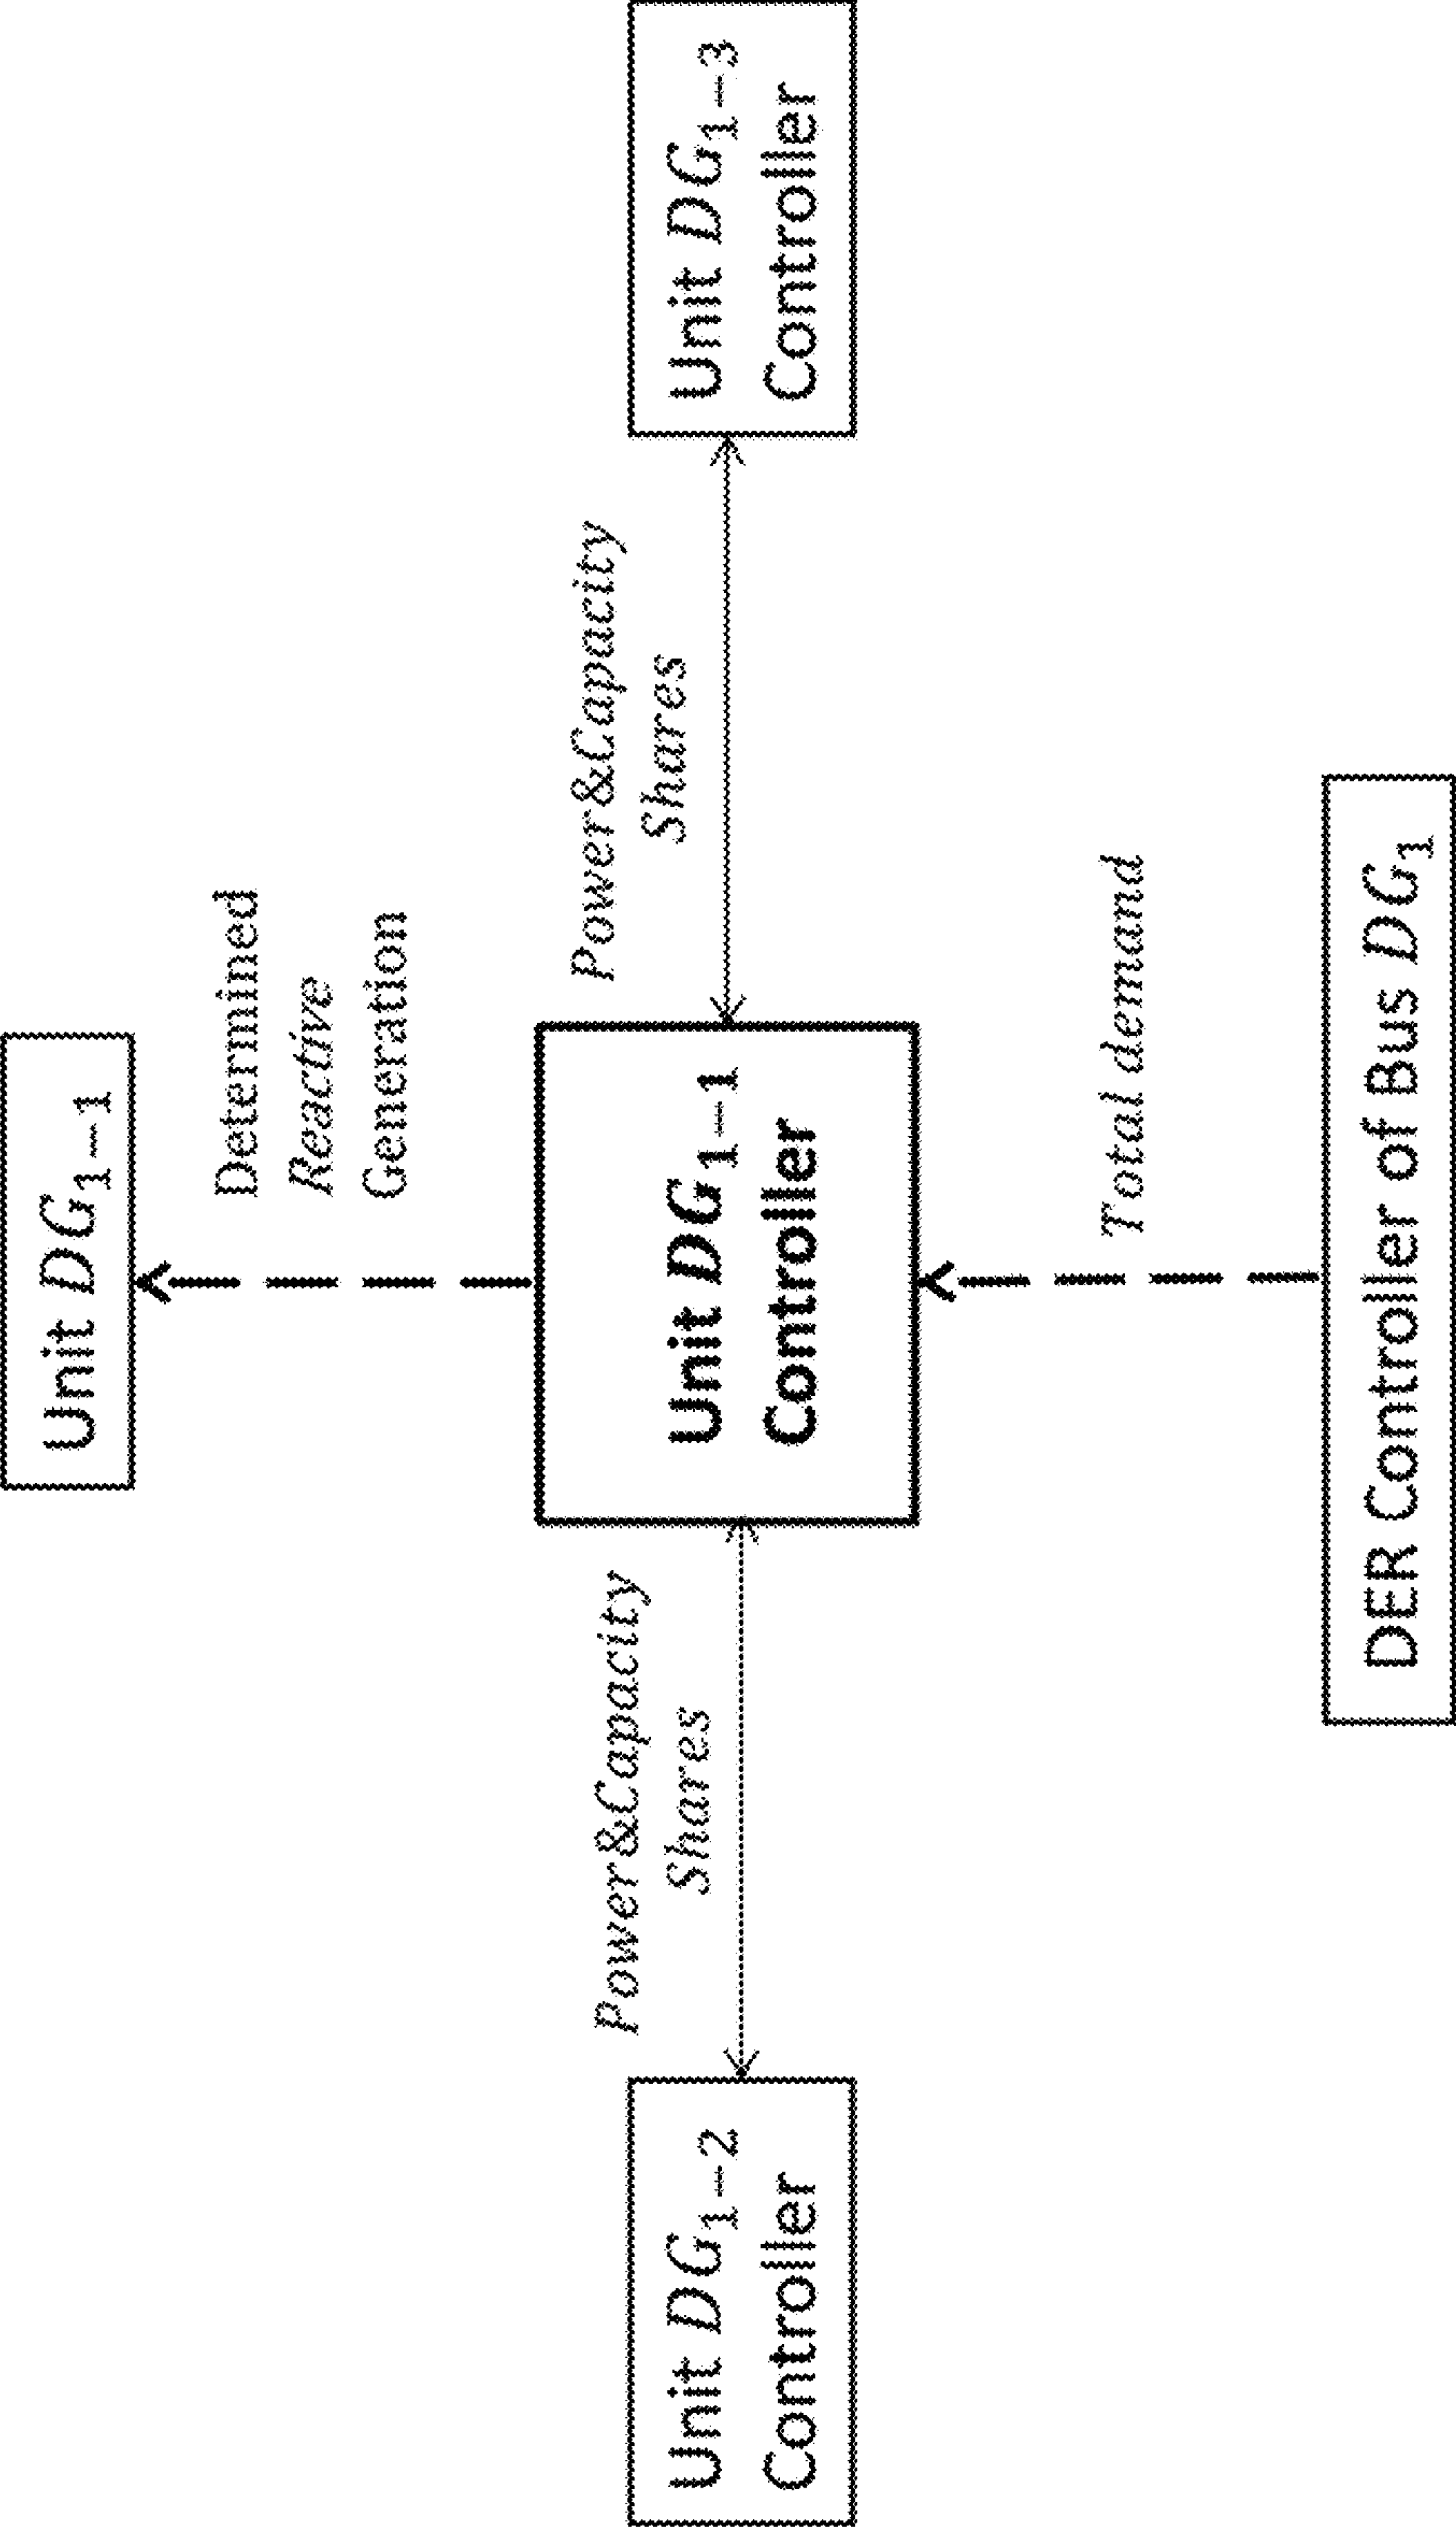 Unit DG₁₋₁
Determined
Reactive
Generation
Power&Capacity
Shares
Power&Capacity
Shares
Unit DG₁₋₂
Controller
Unit DG₁₋₁
Controller
Unit DG₁₋₃
Controller
Total demand
DER Controller of Bus DG₁